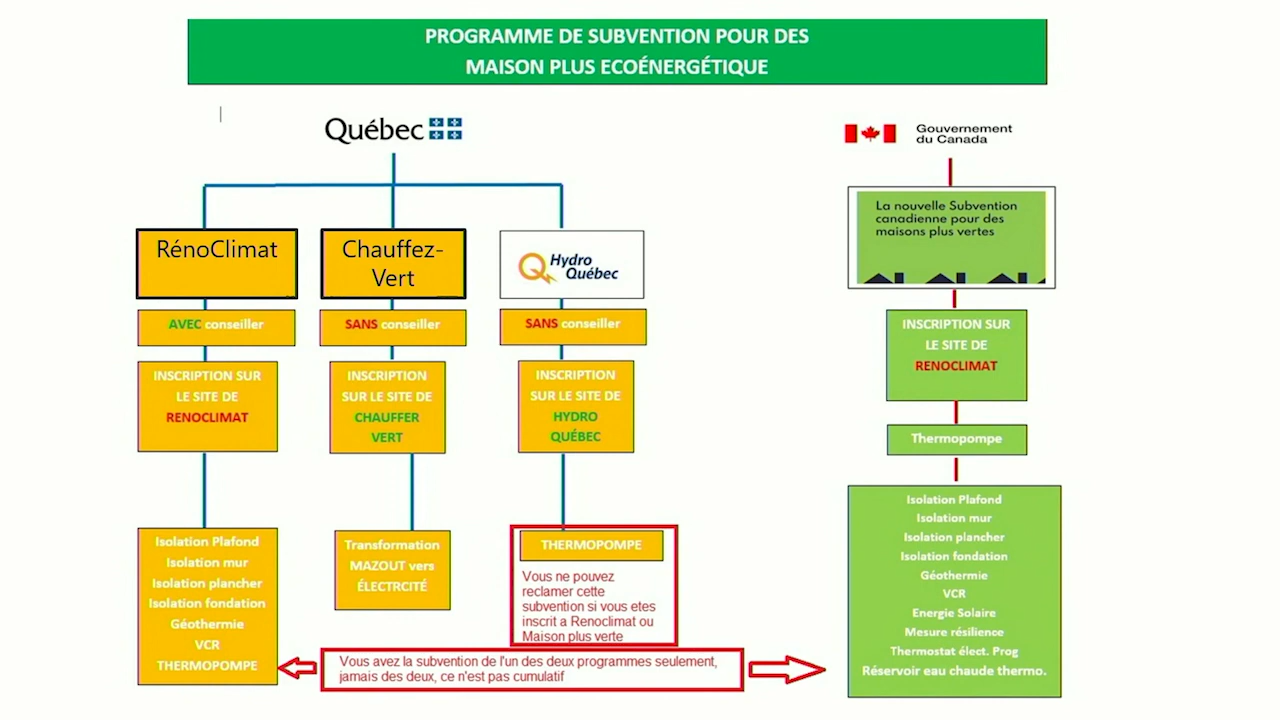 PROGRAMME DE SUBVENTION POUR DES
MAISON PLUS ECOÉNERGÉTIQUE
Québec
Gouvernement
du Canada
RénoClimat
Chauffez-
Vert
Hydro
Québec
La nouvelle Subvention
canadienne pour des
maisons plus vertes
AVEC conseiller
SANS conseiller
SANS conseiller
INSCRIPTION SUR
LE SITE DE
RENOCLIMAT
INSCRIPTION
SUR LE SITE DE
CHAUFFER
VERT
INSCRIPTION
SUR LE SITE DE
HYDRO
QUÉBEC
INSCRIPTION SUR
LE SITE DE
RENOCLIMAT
Thermopompe
Isolation Plafond
Isolation mur
Isolation plancher
Isolation fondation
Géothermie
VCR
THERMOPOMPE
Transformation
MAZOUT vers
ÉLECTRCITÉ
THERMOPOMPE
Vous ne pouvez
reclamer cette
subvention si vous etes
inscrit a Renoclimat ou
Maison plus verte
Isolation Plafond
Isolation mur
Isolation plancher
Isolation fondation
Géothermie
VCR
Energie Solaire
Mesure résilience
Thermostat élect. Prog
Réservoir eau chaude thermo.
Vous avez la subvention de l'un des deux programmes seulement,
jamais des deux, ce n'est pas cumulatif